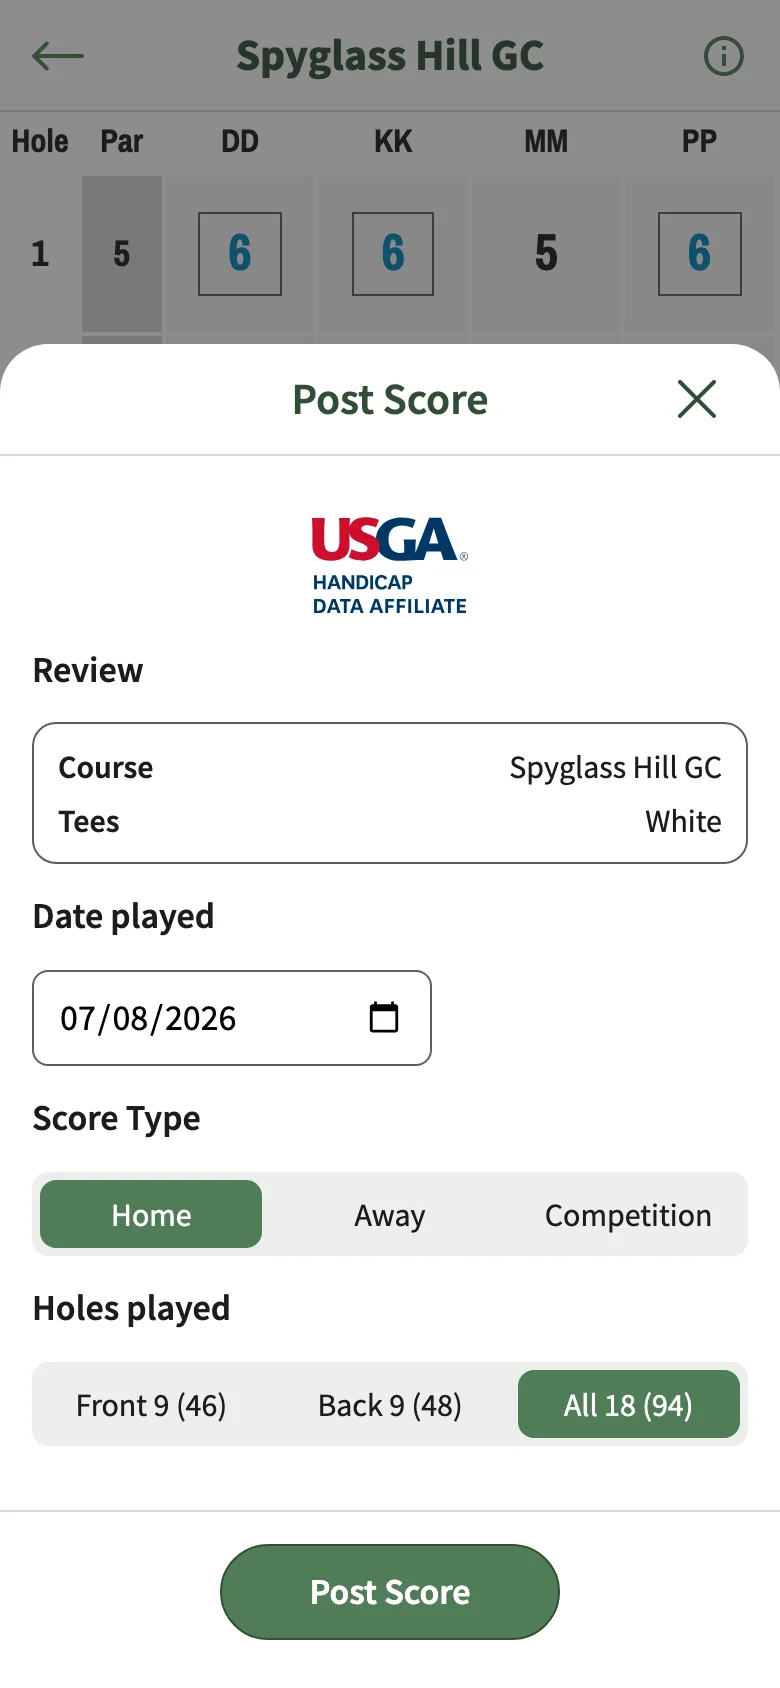 Spyglass Hill GC
Hole Par DD KK MM PP
1 5 6 6 5 6
Post Score
USGA®
HANDICAP
DATA AFFILIATE
Review
Course Spyglass Hill GC
Tees White
Date played
07/08/2026
Score Type
Home Away Competition
Holes played
Front 9 (46) Back 9 (48) All 18 (94)
Post Score